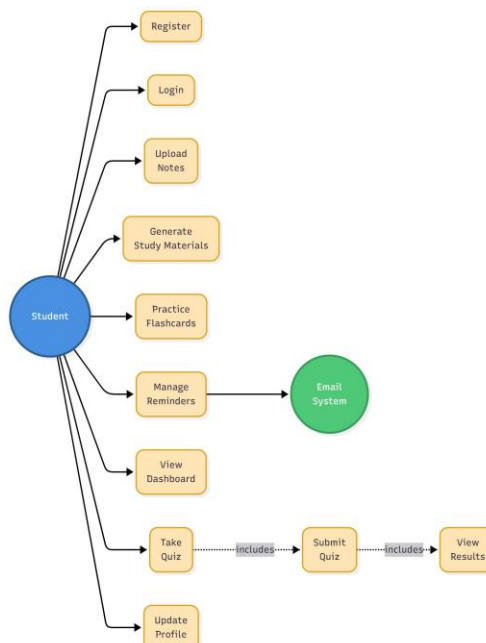 Register
Login
Upload
Notes
Generate
Study Materials
Student
Practice
Flashcards
Manage
Reminders
Email
System
View
Dashboard
Take
Quiz
includes
Submit
Quiz
includes
View
Results
Update
Profile